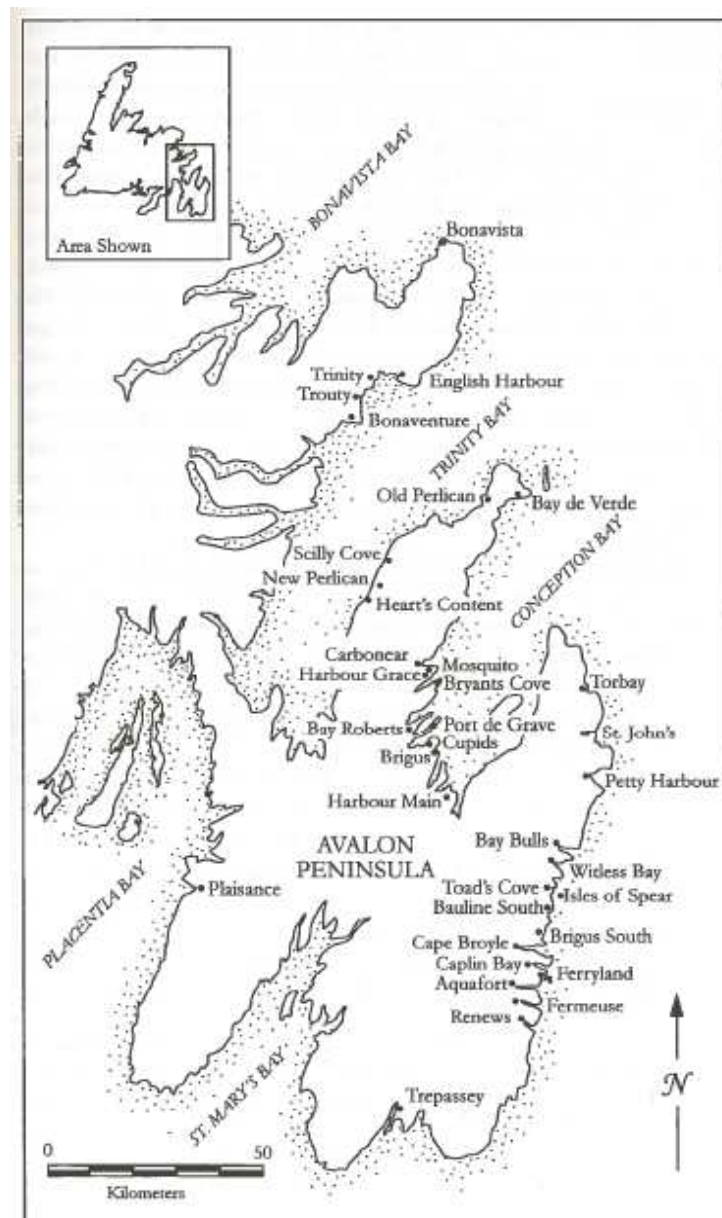 Area Shown
BONAVISTA BAY
Bonavista
Trinity
English Harbour
Trouty
Bonaventure
TRINITY BAY
Old Perlican
Bay de Verde
CONCEPTION BAY
Scilly Cove
New Perlican
Heart's Content
Carbonear
Mosquito
Harbour Grace
Bryants Cove
Torbay
Bay Roberts
Port de Grave
St. John's
Cupids
Brigus
Petty Harbour
Harbour Main
Bay Bulls
AVALON
PENINSULA
Witless Bay
Plaisance
Toad's Cove
Isles of Spear
Bauline South
PLACENTIA BAY
Brigus South
Cape Broyle
Caplin Bay
Ferryland
Aquafort
Fermeuse
Renews
ST. MARY'S BAY
Trepassey
N
0 50
Kilometers